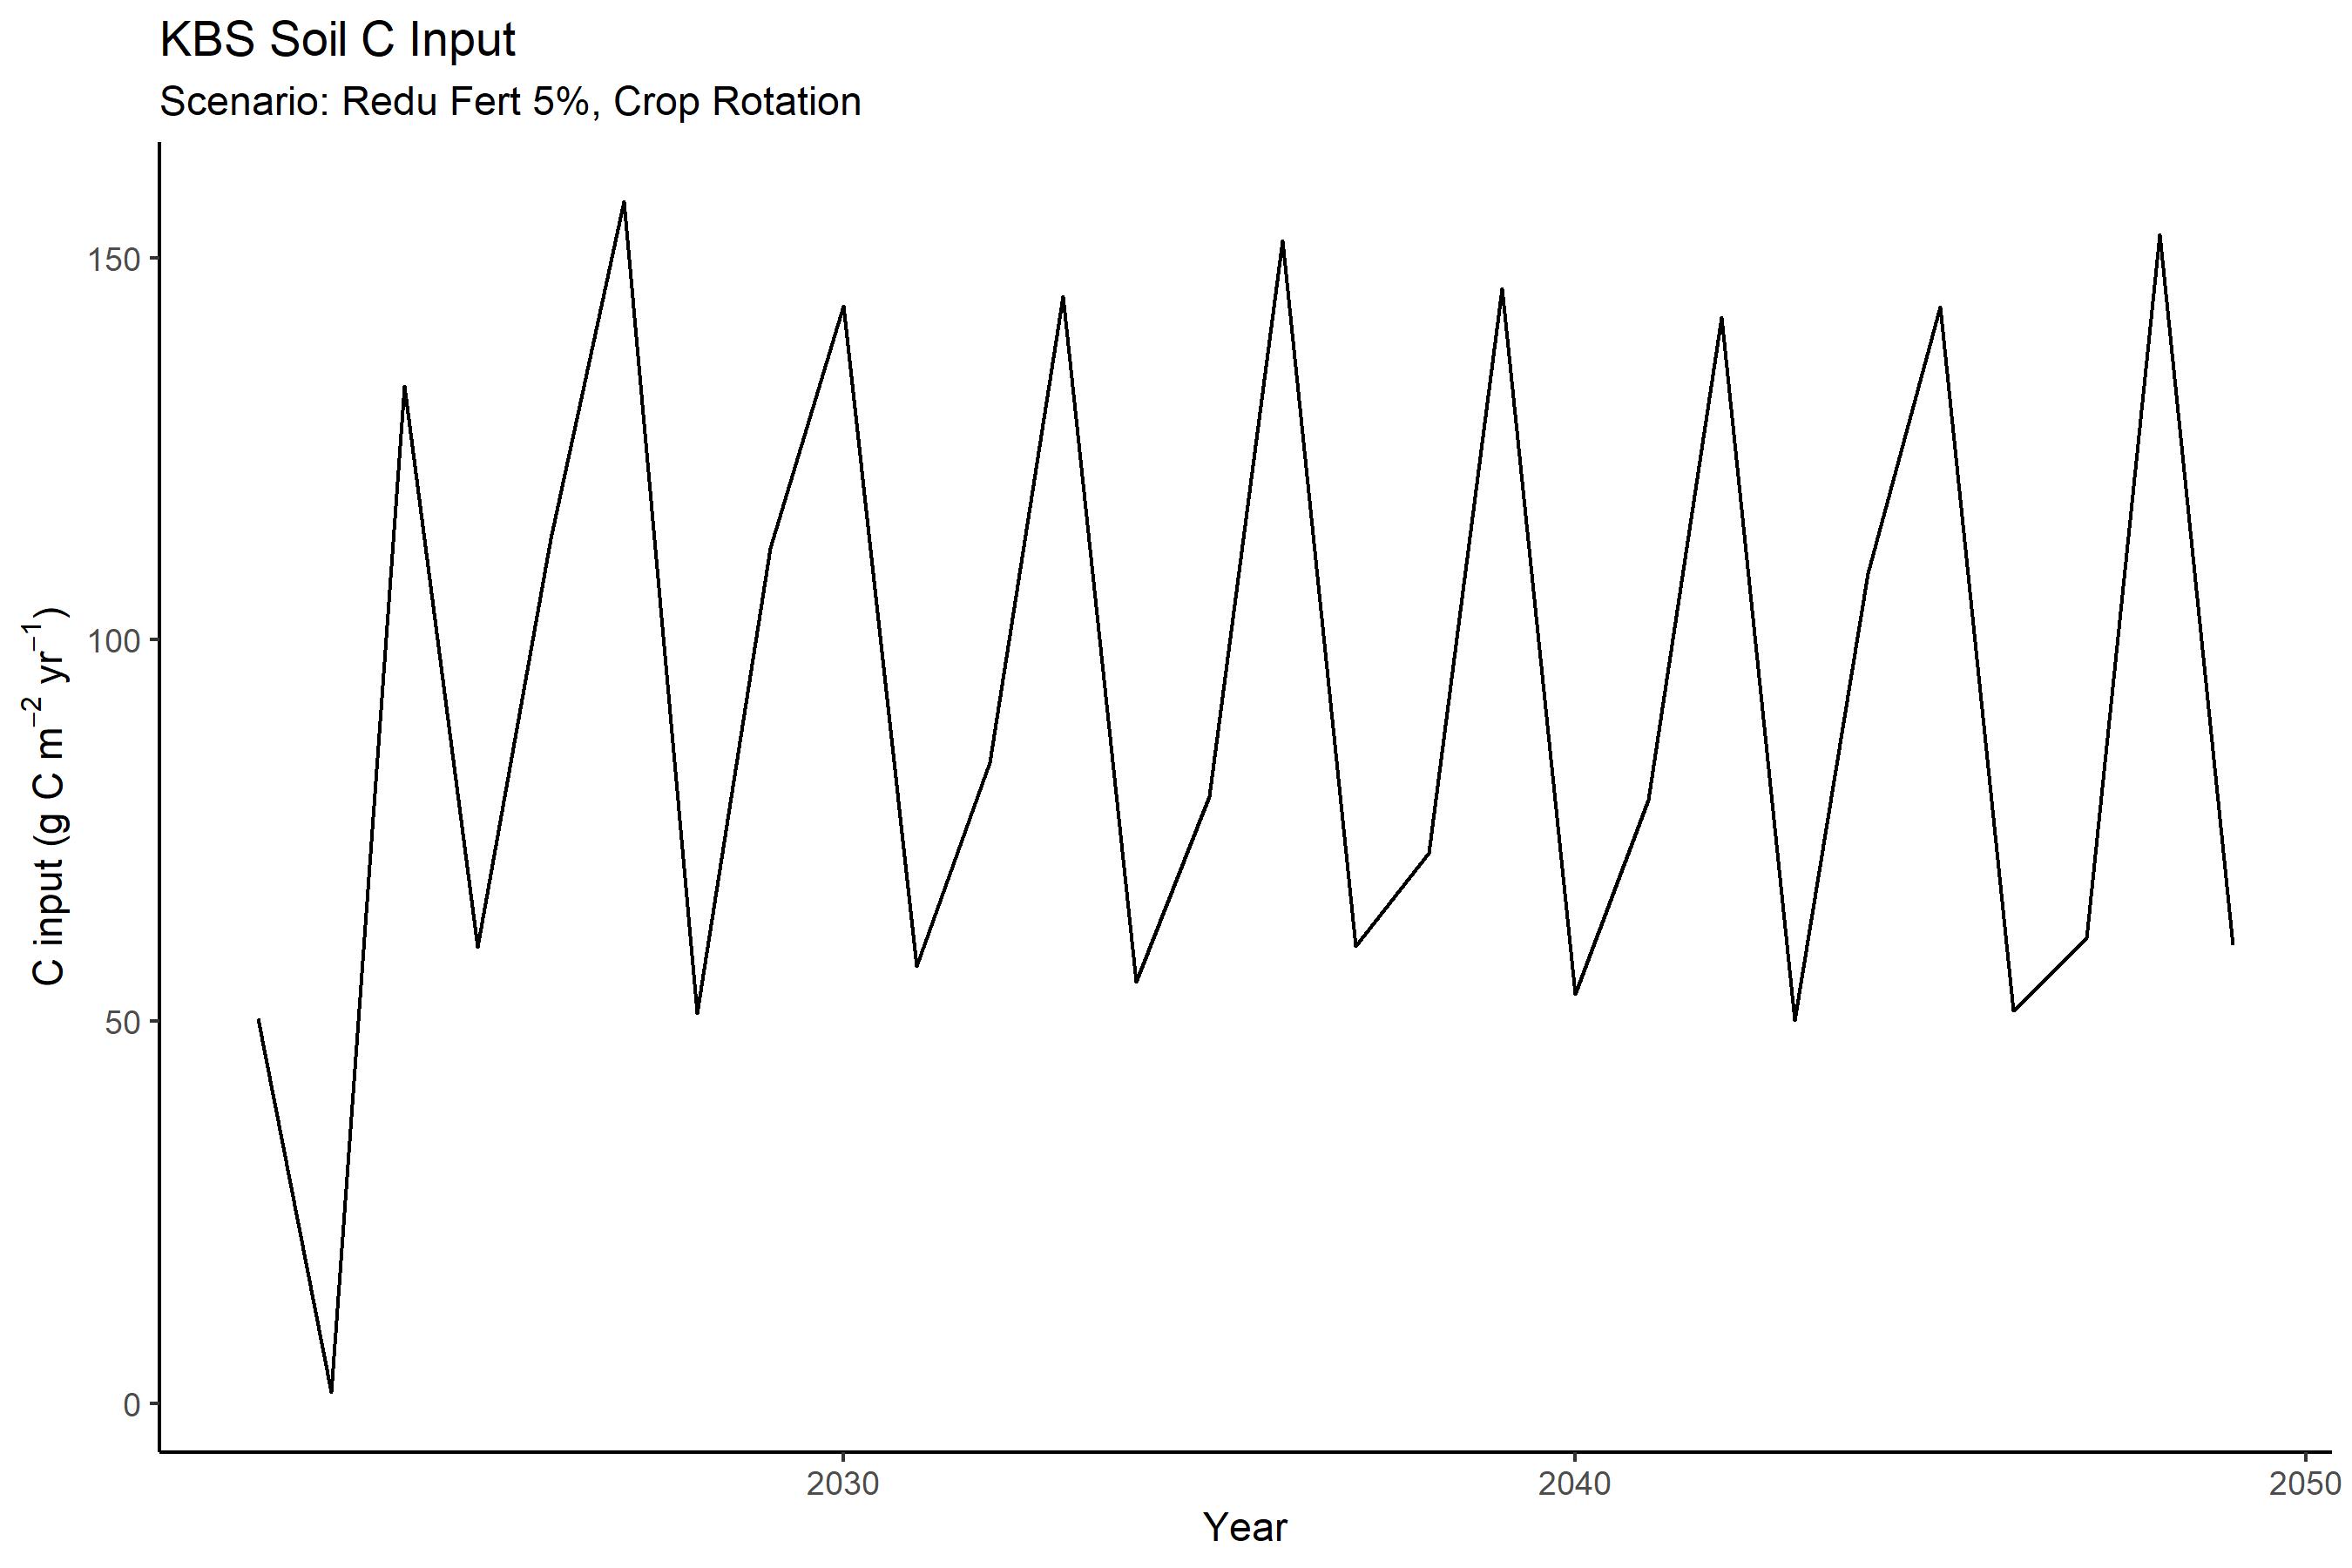 KBS Soil C Input
Scenario: Redu Fert 5%, Crop Rotation
C input (g C m⁻² yr⁻¹)
150
100
50
0
2030
2040
2050
Year